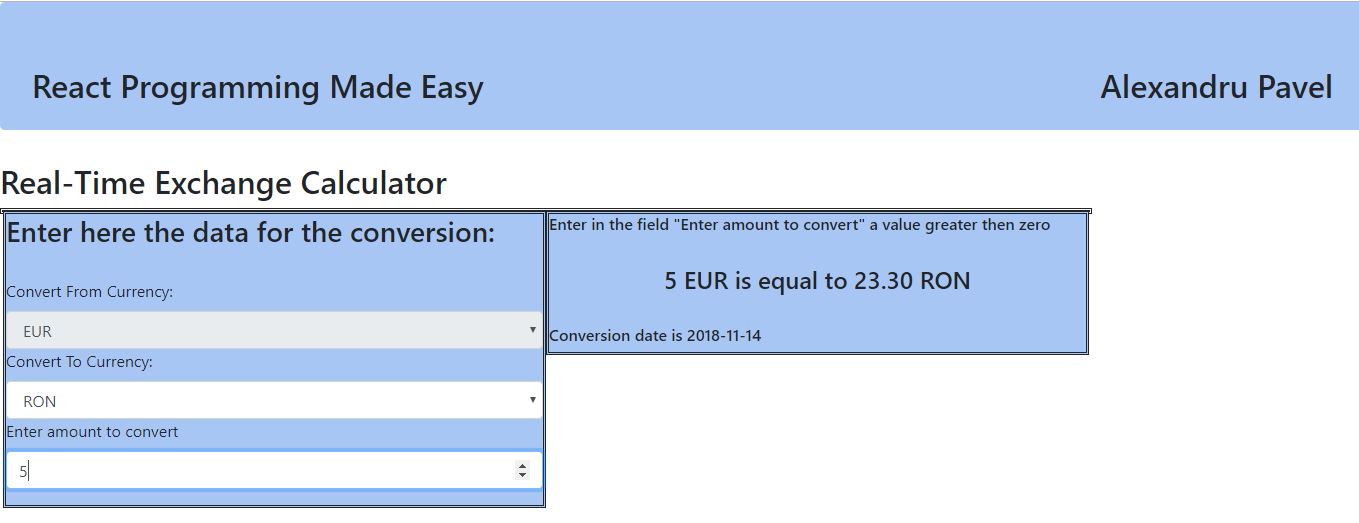 React Programming Made Easy
Alexandru Pavel
Real-Time Exchange Calculator
Enter here the data for the conversion:
Convert From Currency:
EUR
Convert To Currency:
RON
Enter amount to convert
5
Enter in the field "Enter amount to convert" a value greater then zero
5 EUR is equal to 23.30 RON
Conversion date is 2018-11-14